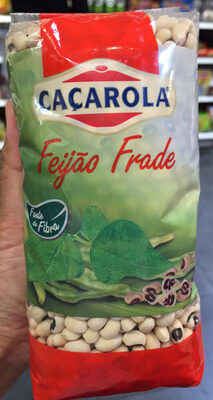 CAÇAROLA
Feijão Frade
Fonte
de Fibra